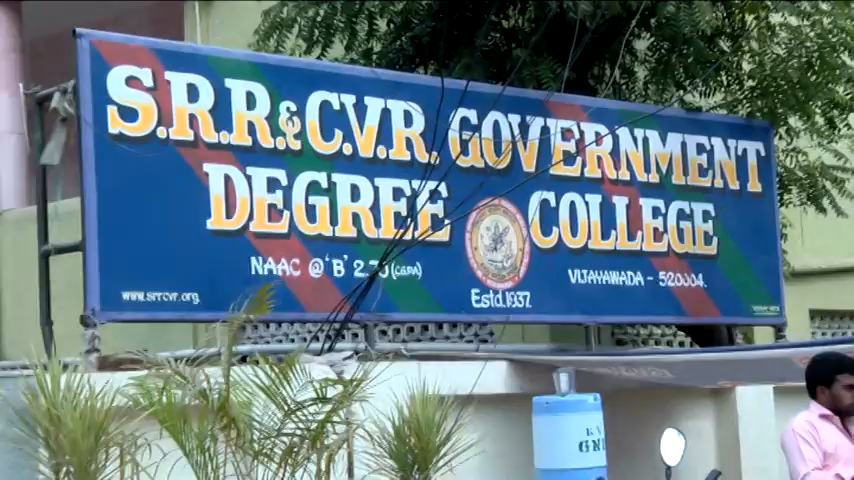 S.R.R. & C.V.R. GOVERNMENT
DEGREE COLLEGE
NAAC @ 'B' 2.70 (CGPA)
VIJAYAWADA - 520004.
www.srrcvr.org
Estd.1937